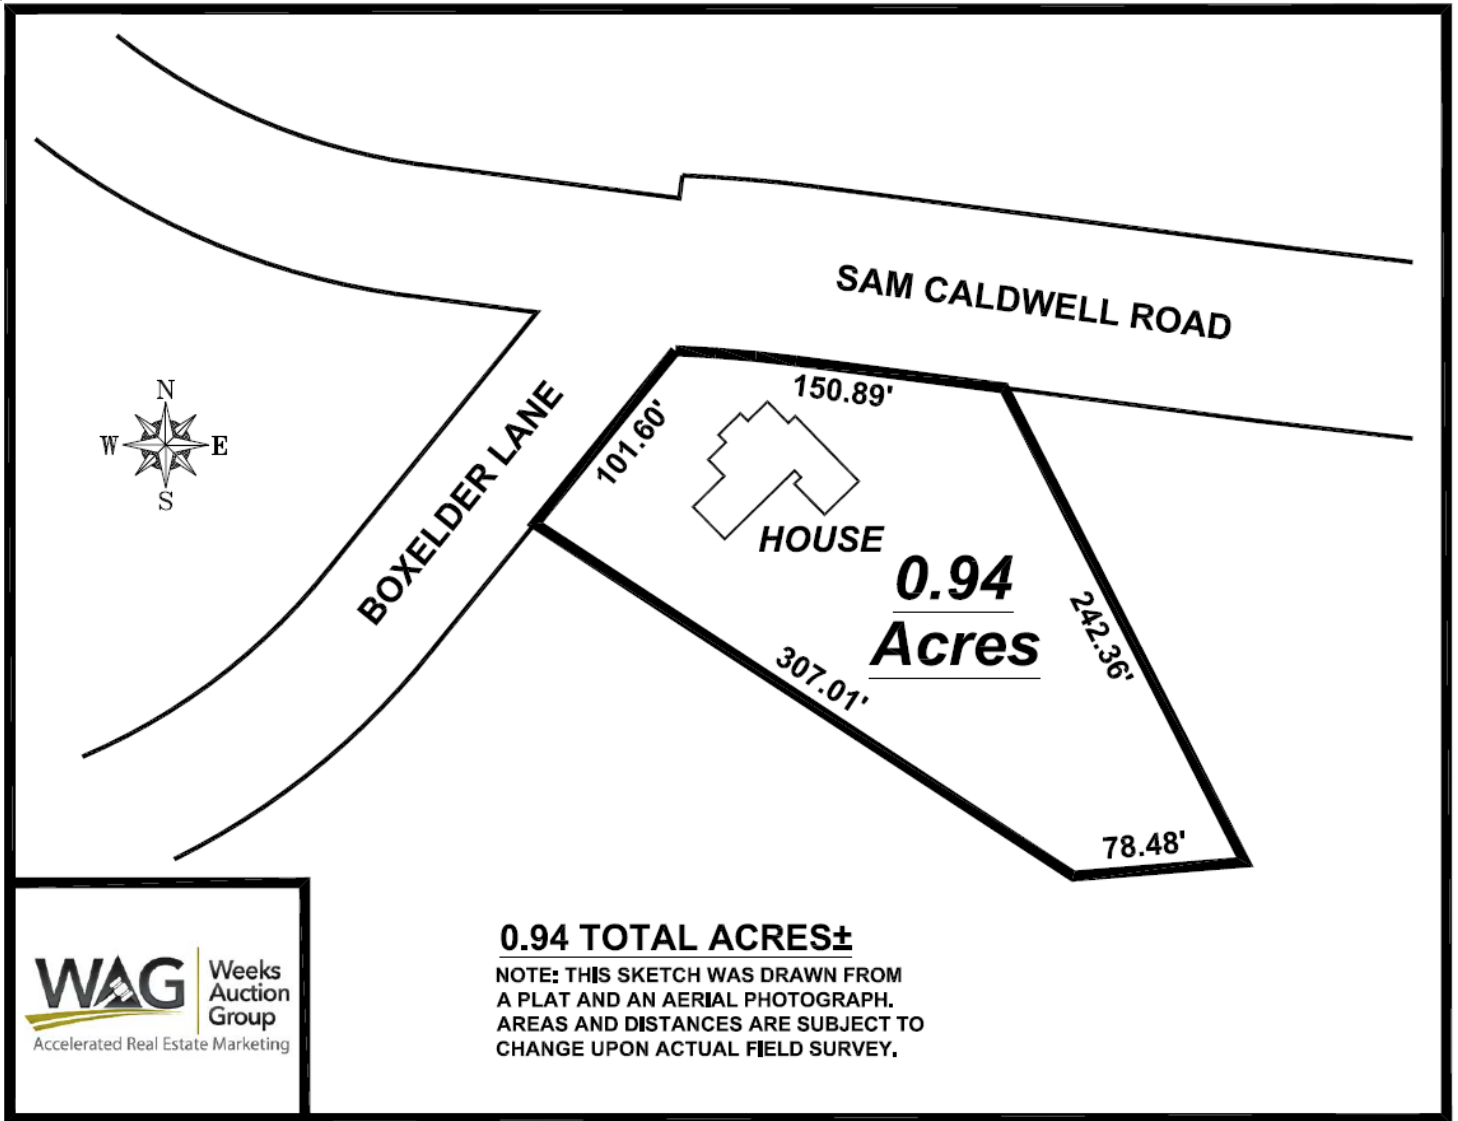 SAM CALDWELL ROAD
N
W E
S
BOXELDER LANE
101.60'
150.89'
HOUSE
0.94
Acres
242.36'
307.01'
78.48'
0.94 TOTAL ACRES±
NOTE: THIS SKETCH WAS DRAWN FROM
A PLAT AND AN AERIAL PHOTOGRAPH.
AREAS AND DISTANCES ARE SUBJECT TO
CHANGE UPON ACTUAL FIELD SURVEY.
WAG
Weeks
Auction
Group
Accelerated Real Estate Marketing